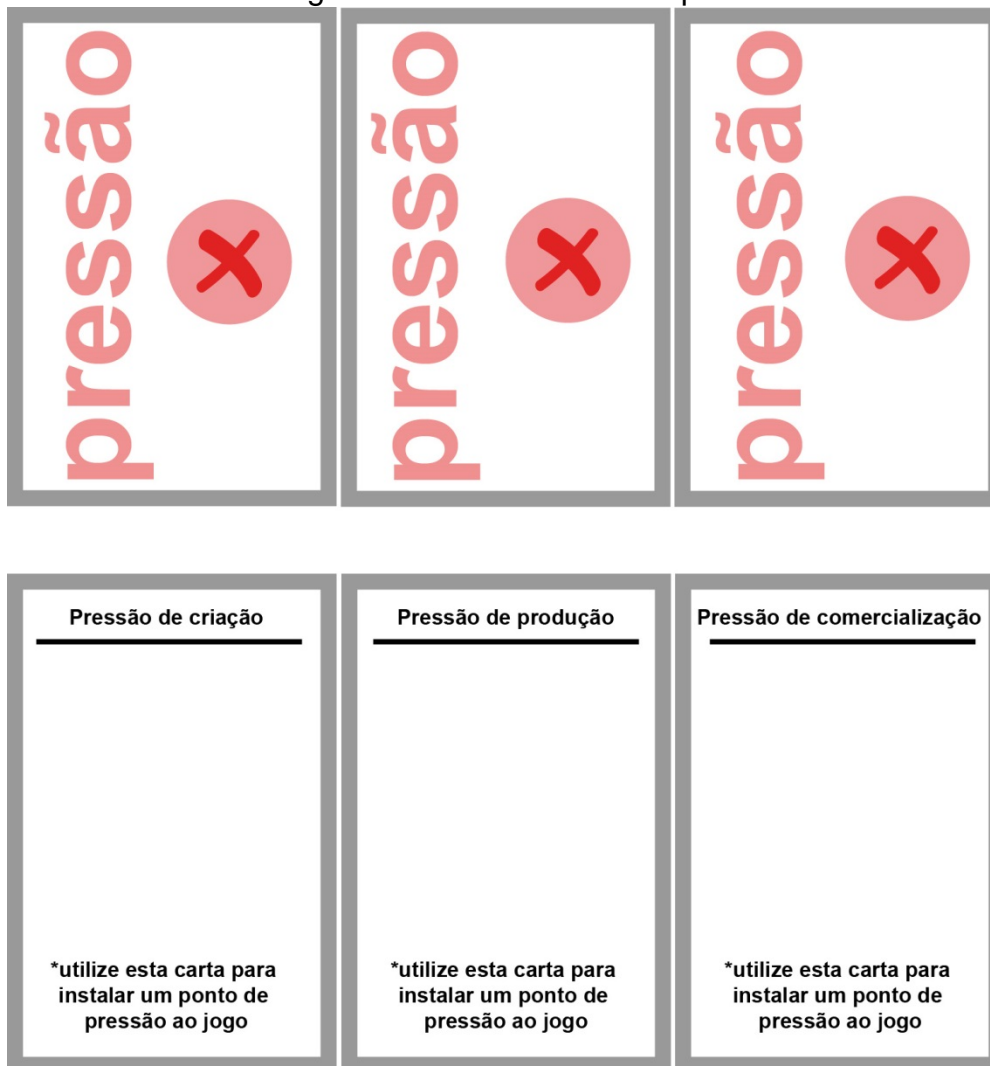 pressão
pressão
pressão
Pressão de criação
*utilize esta carta para
instalar um ponto de
pressão ao jogo
Pressão de produção
*utilize esta carta para
instalar um ponto de
pressão ao jogo
Pressão de comercialização
*utilize esta carta para
instalar um ponto de
pressão ao jogo